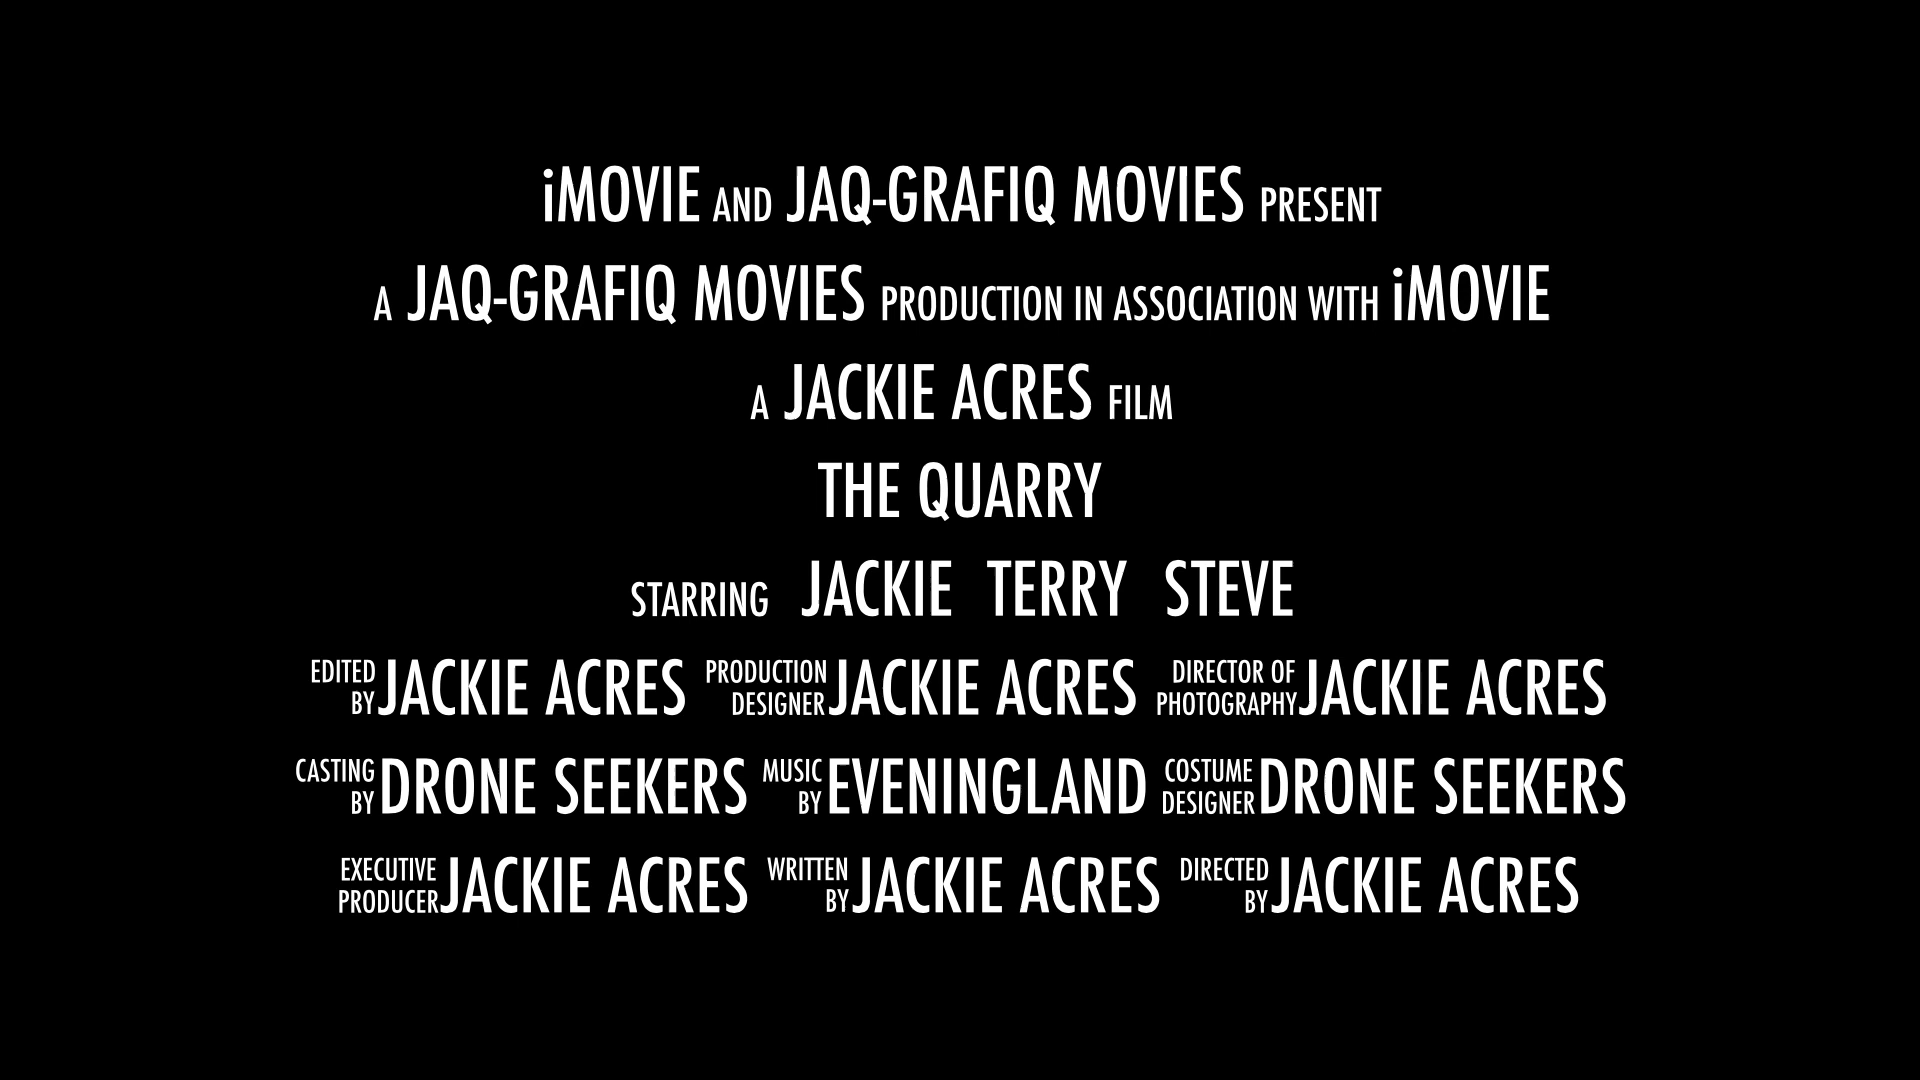 iMOVIE AND JAQ-GRAFIQ MOVIES PRESENT
A JAQ-GRAFIQ MOVIES PRODUCTION IN ASSOCIATION WITH iMOVIE
A JACKIE ACRES FILM
THE QUARRY
STARRING JACKIE TERRY STEVE
EDITED BY JACKIE ACRES PRODUCTION DESIGNER JACKIE ACRES DIRECTOR OF PHOTOGRAPHY JACKIE ACRES
CASTING BY DRONE SEEKERS MUSIC BY EVENINGLAND COSTUME DESIGNER DRONE SEEKERS
EXECUTIVE PRODUCER JACKIE ACRES WRITTEN BY JACKIE ACRES DIRECTED BY JACKIE ACRES